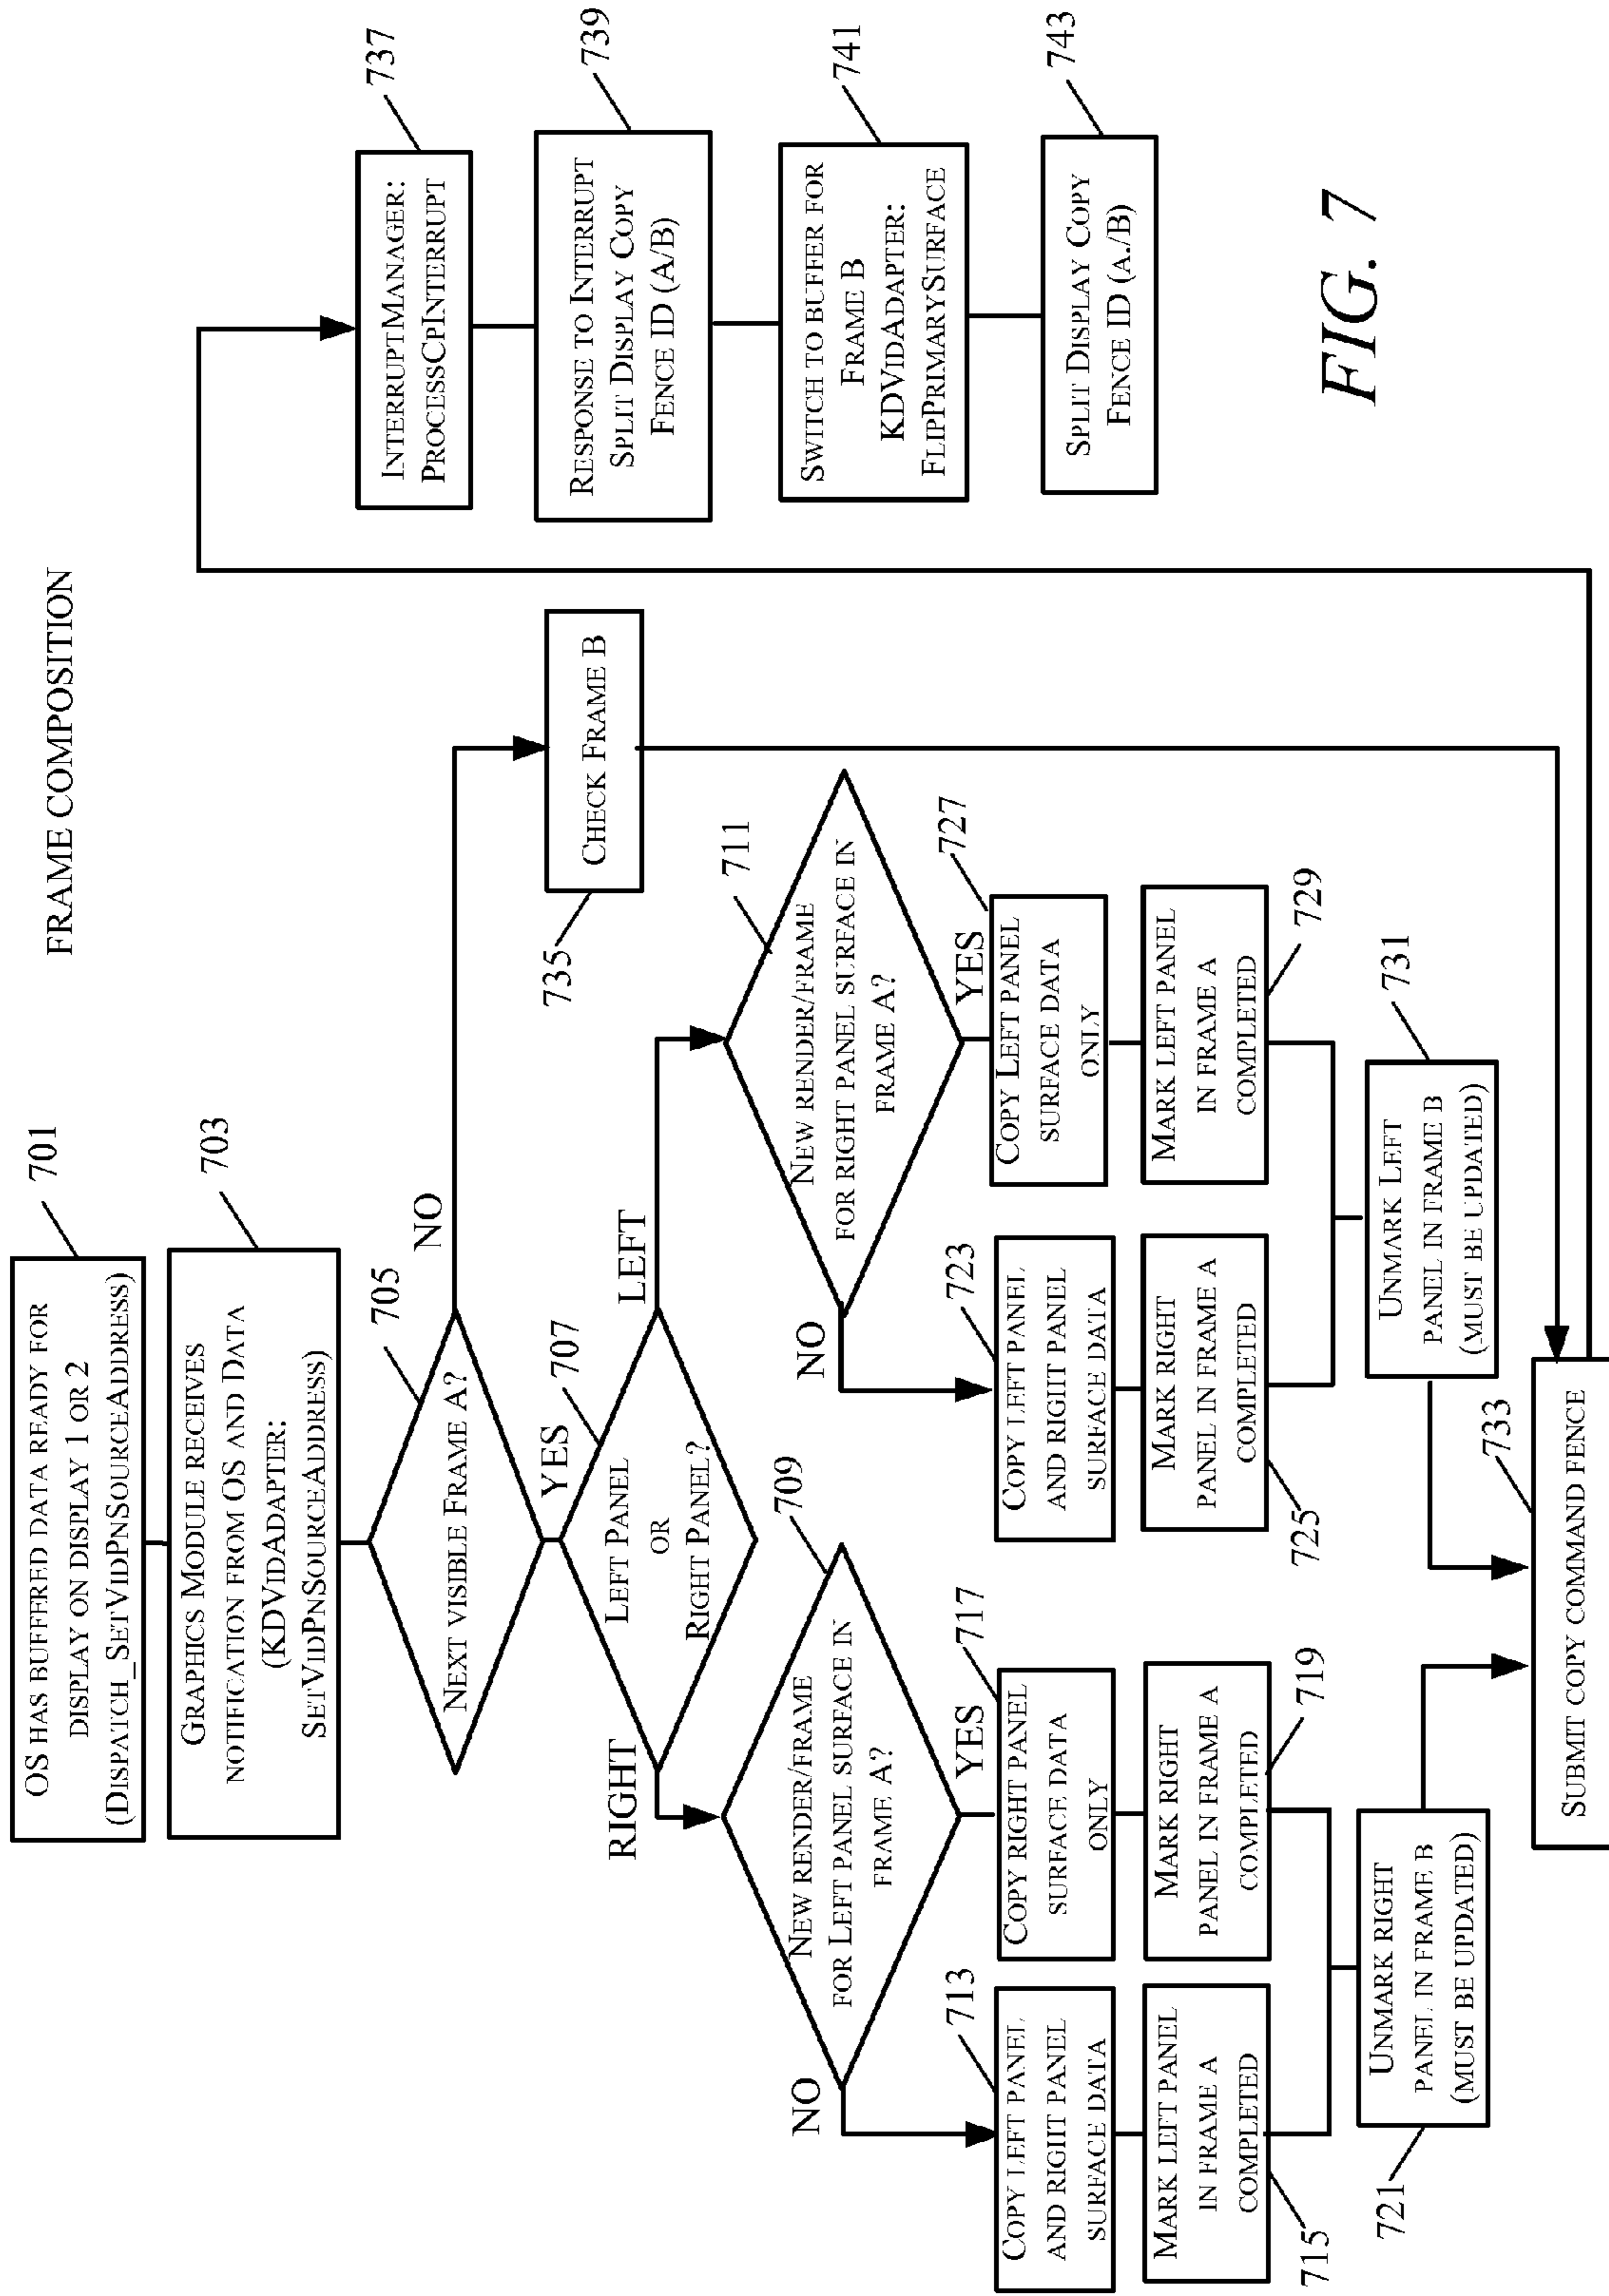 FRAME COMPOSITION
OS HAS BUFFERED DATA READY FOR
DISPLAY ON DISPLAY 1 OR 2
(DISPATCH_SETVIDPNSOURCEADDRESS)
701
GRAPHICS MODULE RECEIVES
NOTIFICATION FROM OS AND DATA
(KDVIDADAPTER:
SETVIDPNSOURCEADDRESS)
703
NEXT VISIBLE FRAME A?
705
NO
YES
LEFT PANEL
OR
RIGHT PANEL?
707
RIGHT
LEFT
NEW RENDER/FRAME
FOR LEFT PANEL SURFACE IN
FRAME A?
709
NEW RENDER/FRAME
FOR RIGHT PANEL SURFACE IN
FRAME A?
711
CHECK FRAME B
735
NO
YES
NO
YES
COPY LEFT PANEL
AND RIGHT PANEL
SURFACE DATA
713
COPY RIGHT PANEL
SURFACE DATA
ONLY
717
COPY LEFT PANEL
AND RIGHT PANEL
SURFACE DATA
723
COPY LEFT PANEL
SURFACE DATA
ONLY
727
MARK LEFT PANEL
IN FRAME A
COMPLETED
715
MARK RIGHT
PANEL IN FRAME A
COMPLETED
719
MARK RIGHT
PANEL IN FRAME A
COMPLETED
725
MARK LEFT PANEL
IN FRAME A
COMPLETED
729
UNMARK RIGHT
PANEL IN FRAME B
(MUST BE UPDATED)
721
UNMARK LEFT
PANEL IN FRAME B
(MUST BE UPDATED)
731
SUBMIT COPY COMMAND FENCE
733
INTERRUPTMANAGER:
PROCESSCPINTERRUPT
737
RESPONSE TO INTERRUPT
SPLIT DISPLAY COPY
FENCE ID (A/B)
739
SWITCH TO BUFFER FOR
FRAME B
KDVIDADAPTER:
FLIPPRIMARYSURFACE
741
SPLIT DISPLAY COPY
FENCE ID (A./B)
743
FIG. 7